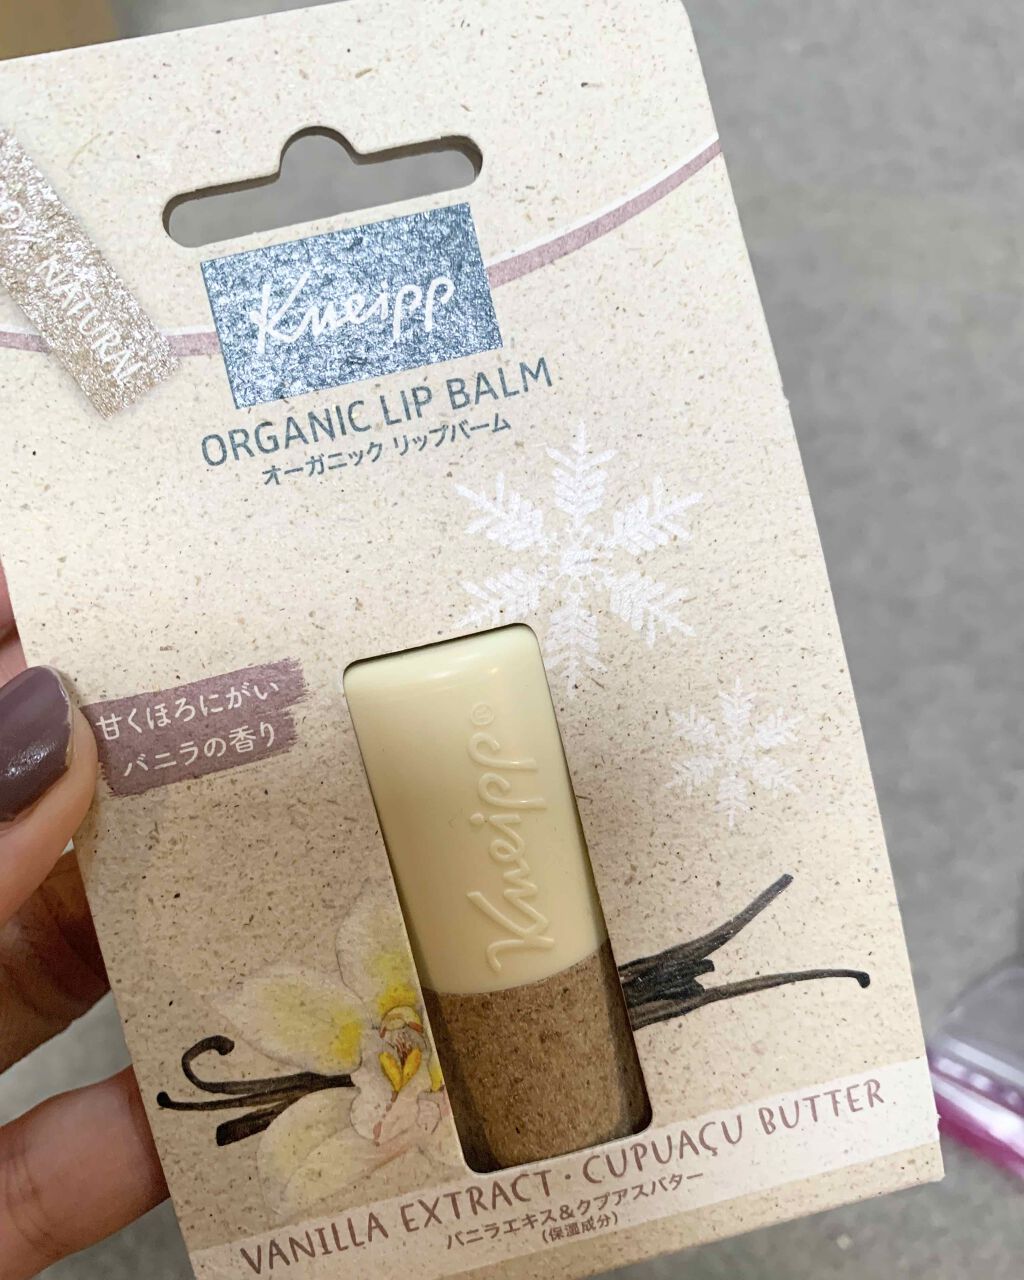 NATURN
Kneipp
ORGANIC LIP BALM
オーガニック リップバーム
甘くほろにがい
バニラの香り
Kneipp®
VANILLA EXTRACT・CUPUAÇU BUTTER
バニラエキス&クプアスバター
(保湿成分)